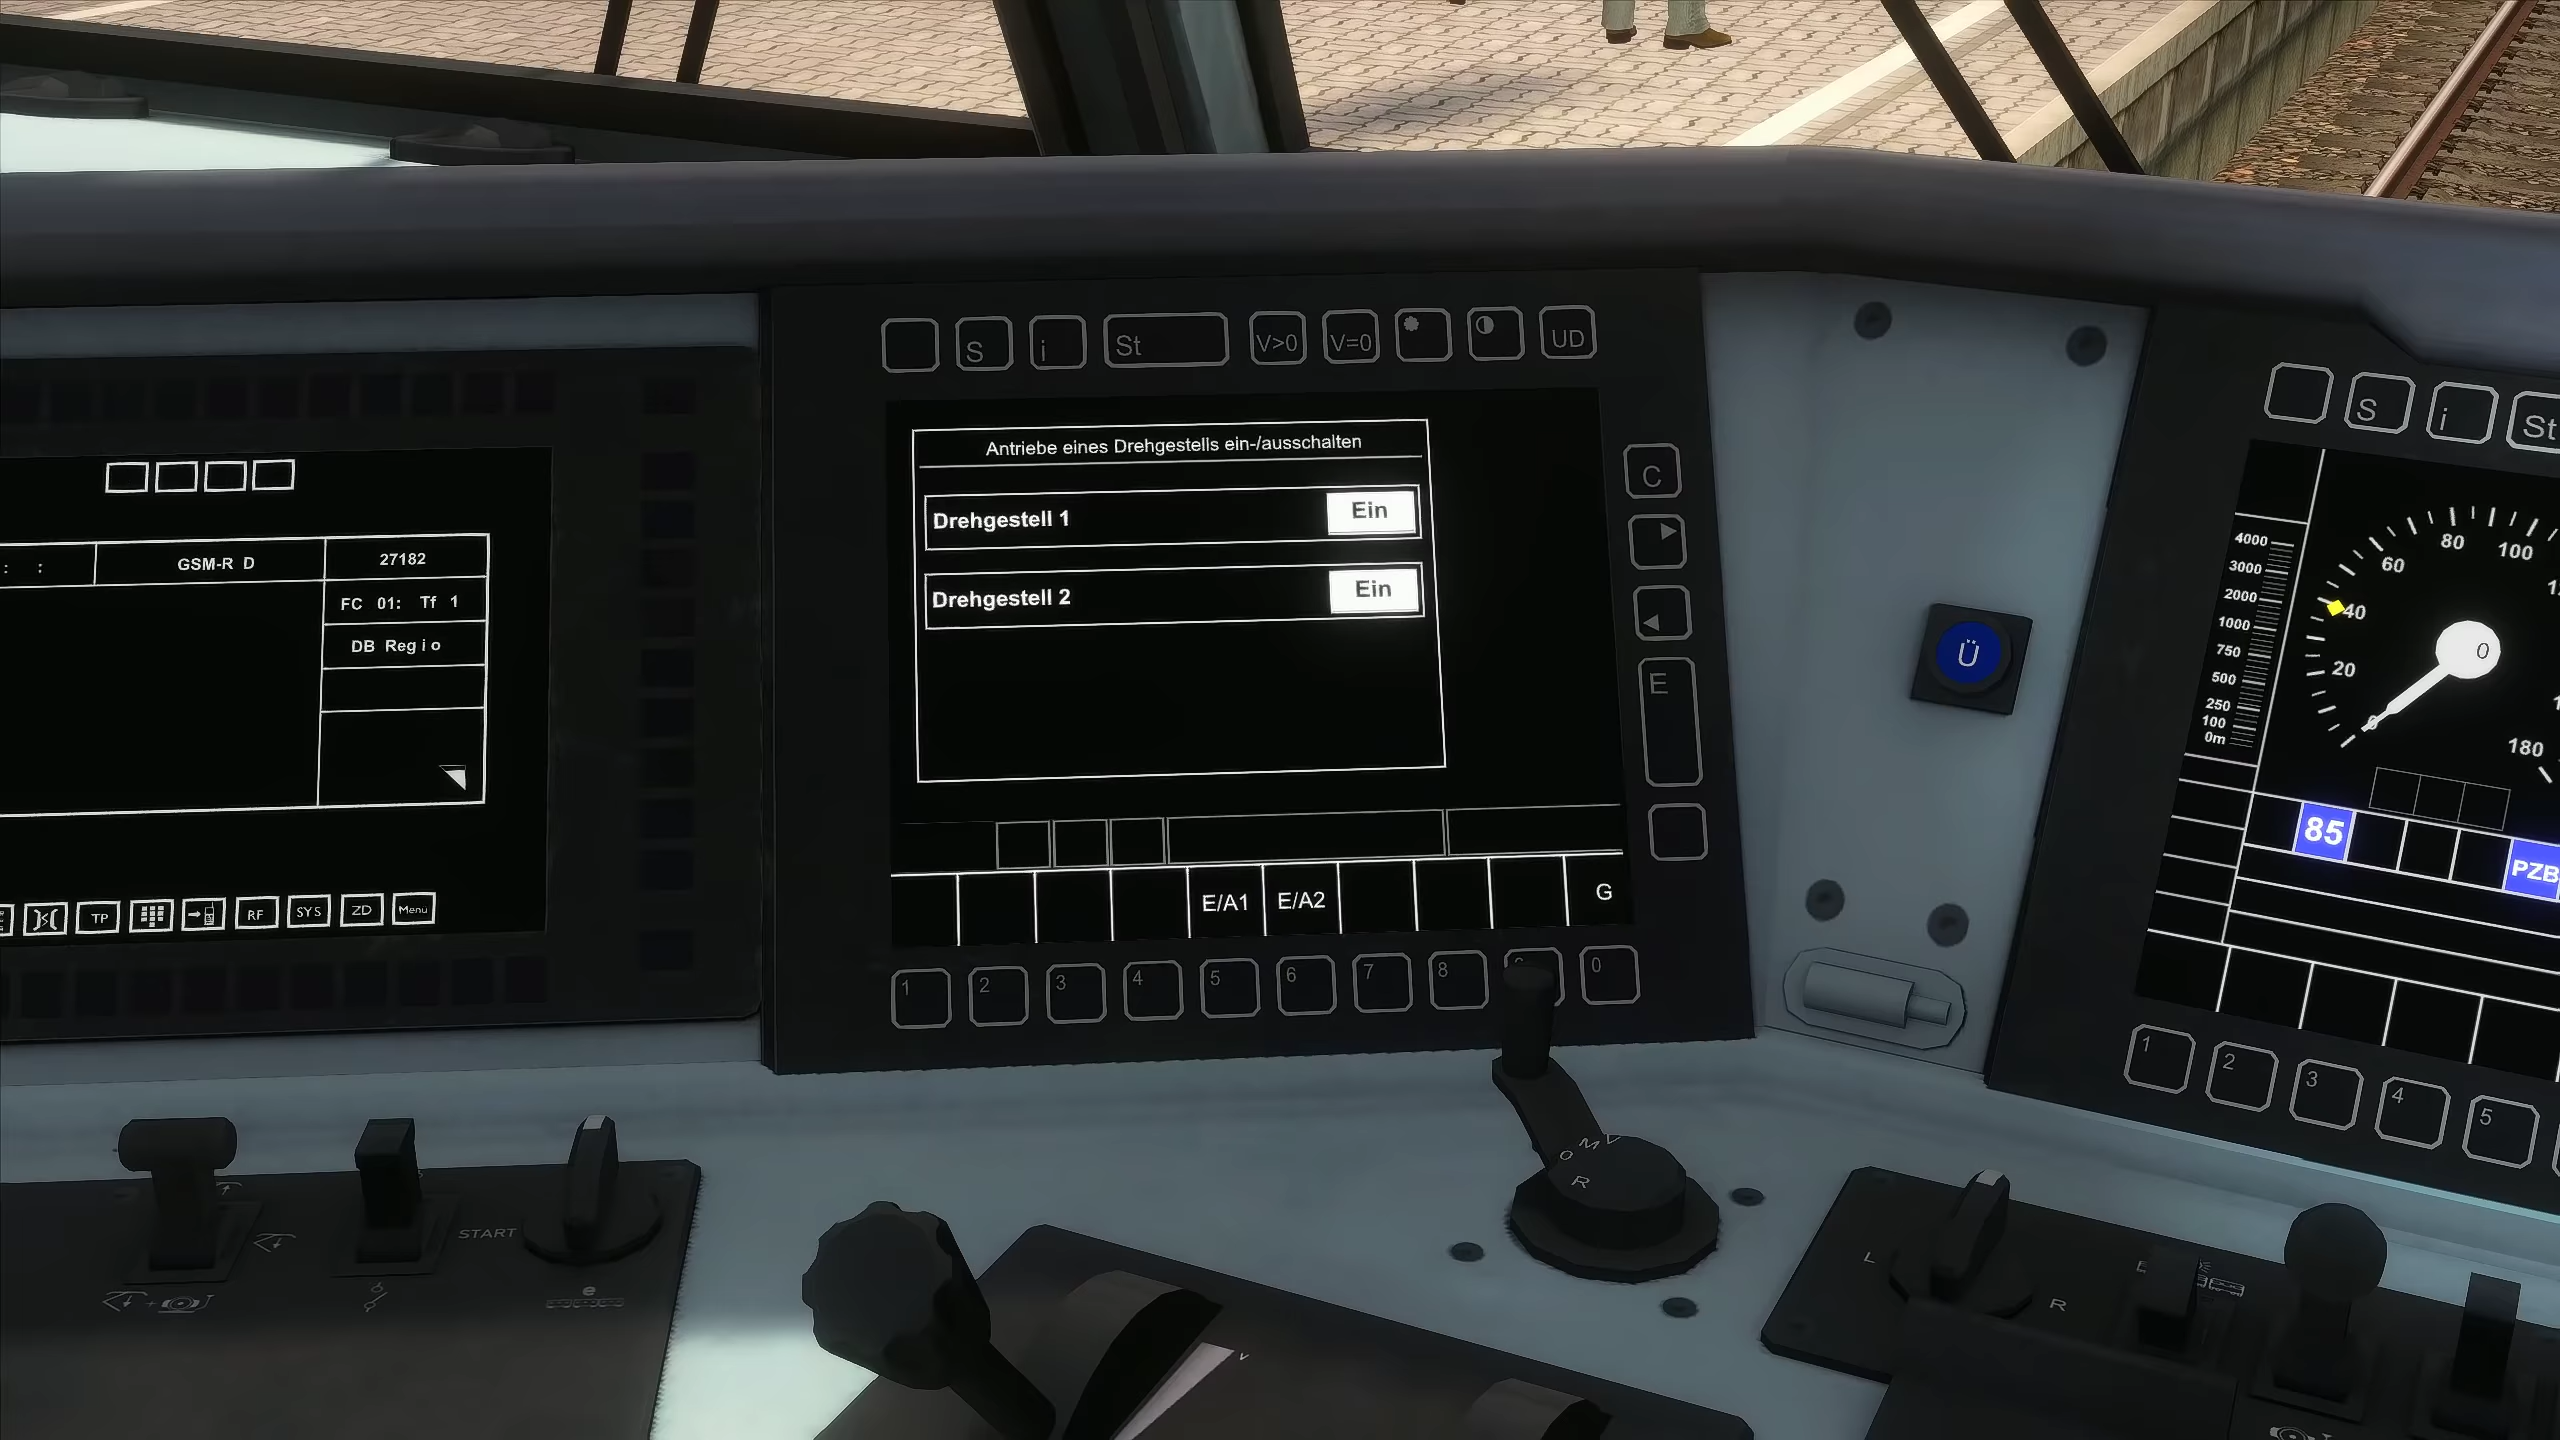 S i St V>0 V=0 UD
Antriebe eines Drehgestells ein-/ausschalten
Drehgestell 1 Ein
Drehgestell 2 Ein
E/A1 E/A2 G
1 2 3 4 5 6 7 8 0
C
E
: : GSM-R D 27182
FC 01: Tf 1
DB Regio
TP RF SYS ZD Menu
Ü
S i St
4000
3000
2000
1000
750
500
250
100
0m
20 40 60 80 100 180
0
85 PZB
1 2 3 4 5
START
e
V M O R
L R
v